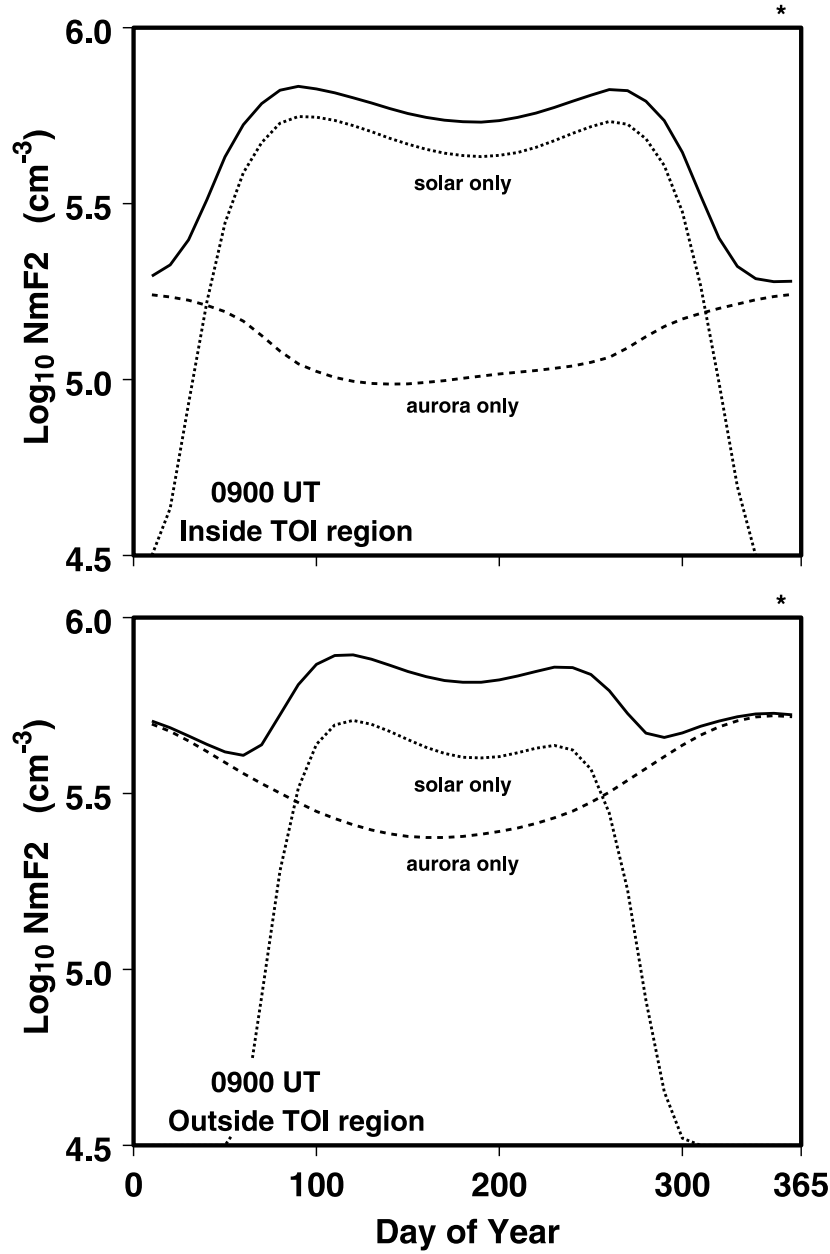 *
6.0
5.5
5.0
4.5
Log10 NmF2 (cm-3)
solar only
aurora only
0900 UT
Inside TOI region
*
6.0
5.5
5.0
4.5
Log10 NmF2 (cm-3)
solar only
aurora only
0900 UT
Outside TOI region
0 100 200 300 365
Day of Year